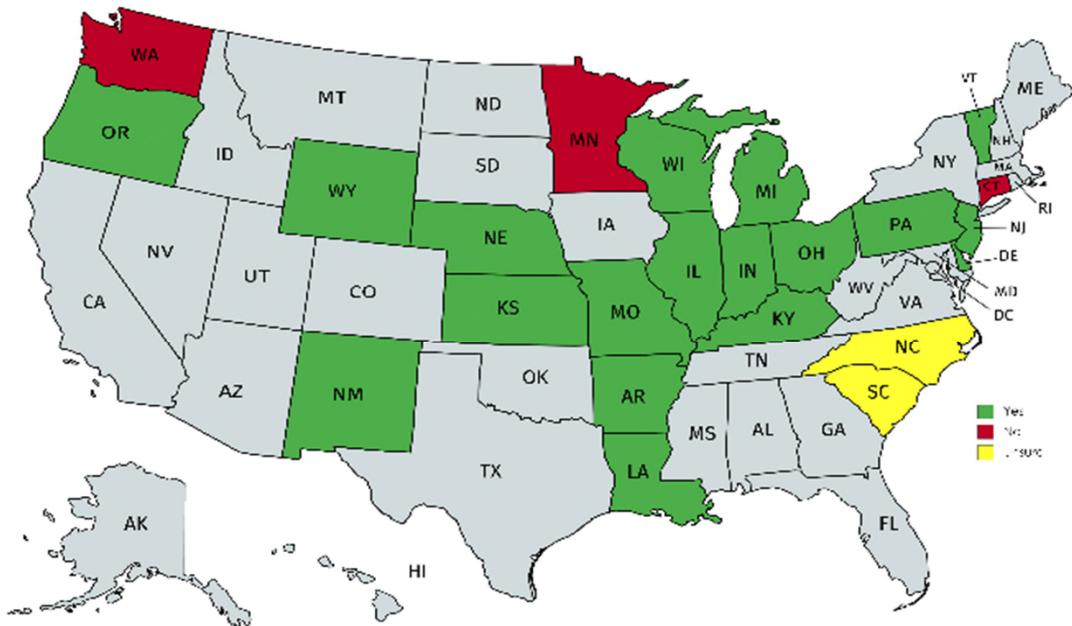 WA
MT
ND
MN
VT
ME
OR
ID
SD
WI
MI
NY
NH
MA
CT
RI
WY
IA
NE
PA
NJ
NV
UT
CO
IL
IN
OH
DE
CA
KS
MO
WV
VA
MD
DC
KY
AZ
NM
OK
AR
TN
NC
SC
TX
LA
MS
AL
GA
FL
AK
HI
Yes
No
Unsure